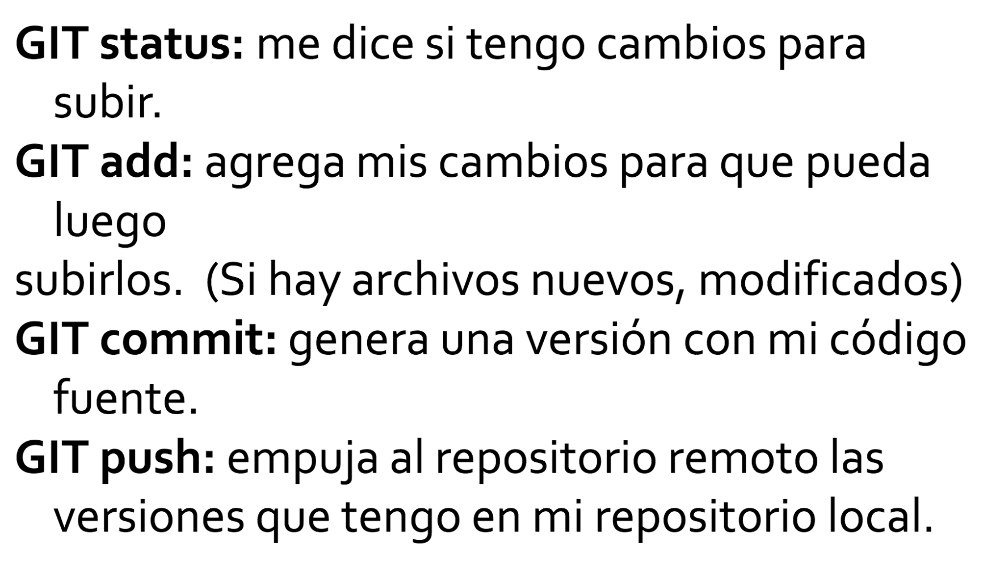 GIT status: me dice si tengo cambios para
subir.
GIT add: agrega mis cambios para que pueda
luego
subirlos.  (Si hay archivos nuevos, modificados)
GIT commit: genera una versión con mi código
fuente.
GIT push: empuja al repositorio remoto las
versiones que tengo en mi repositorio local.